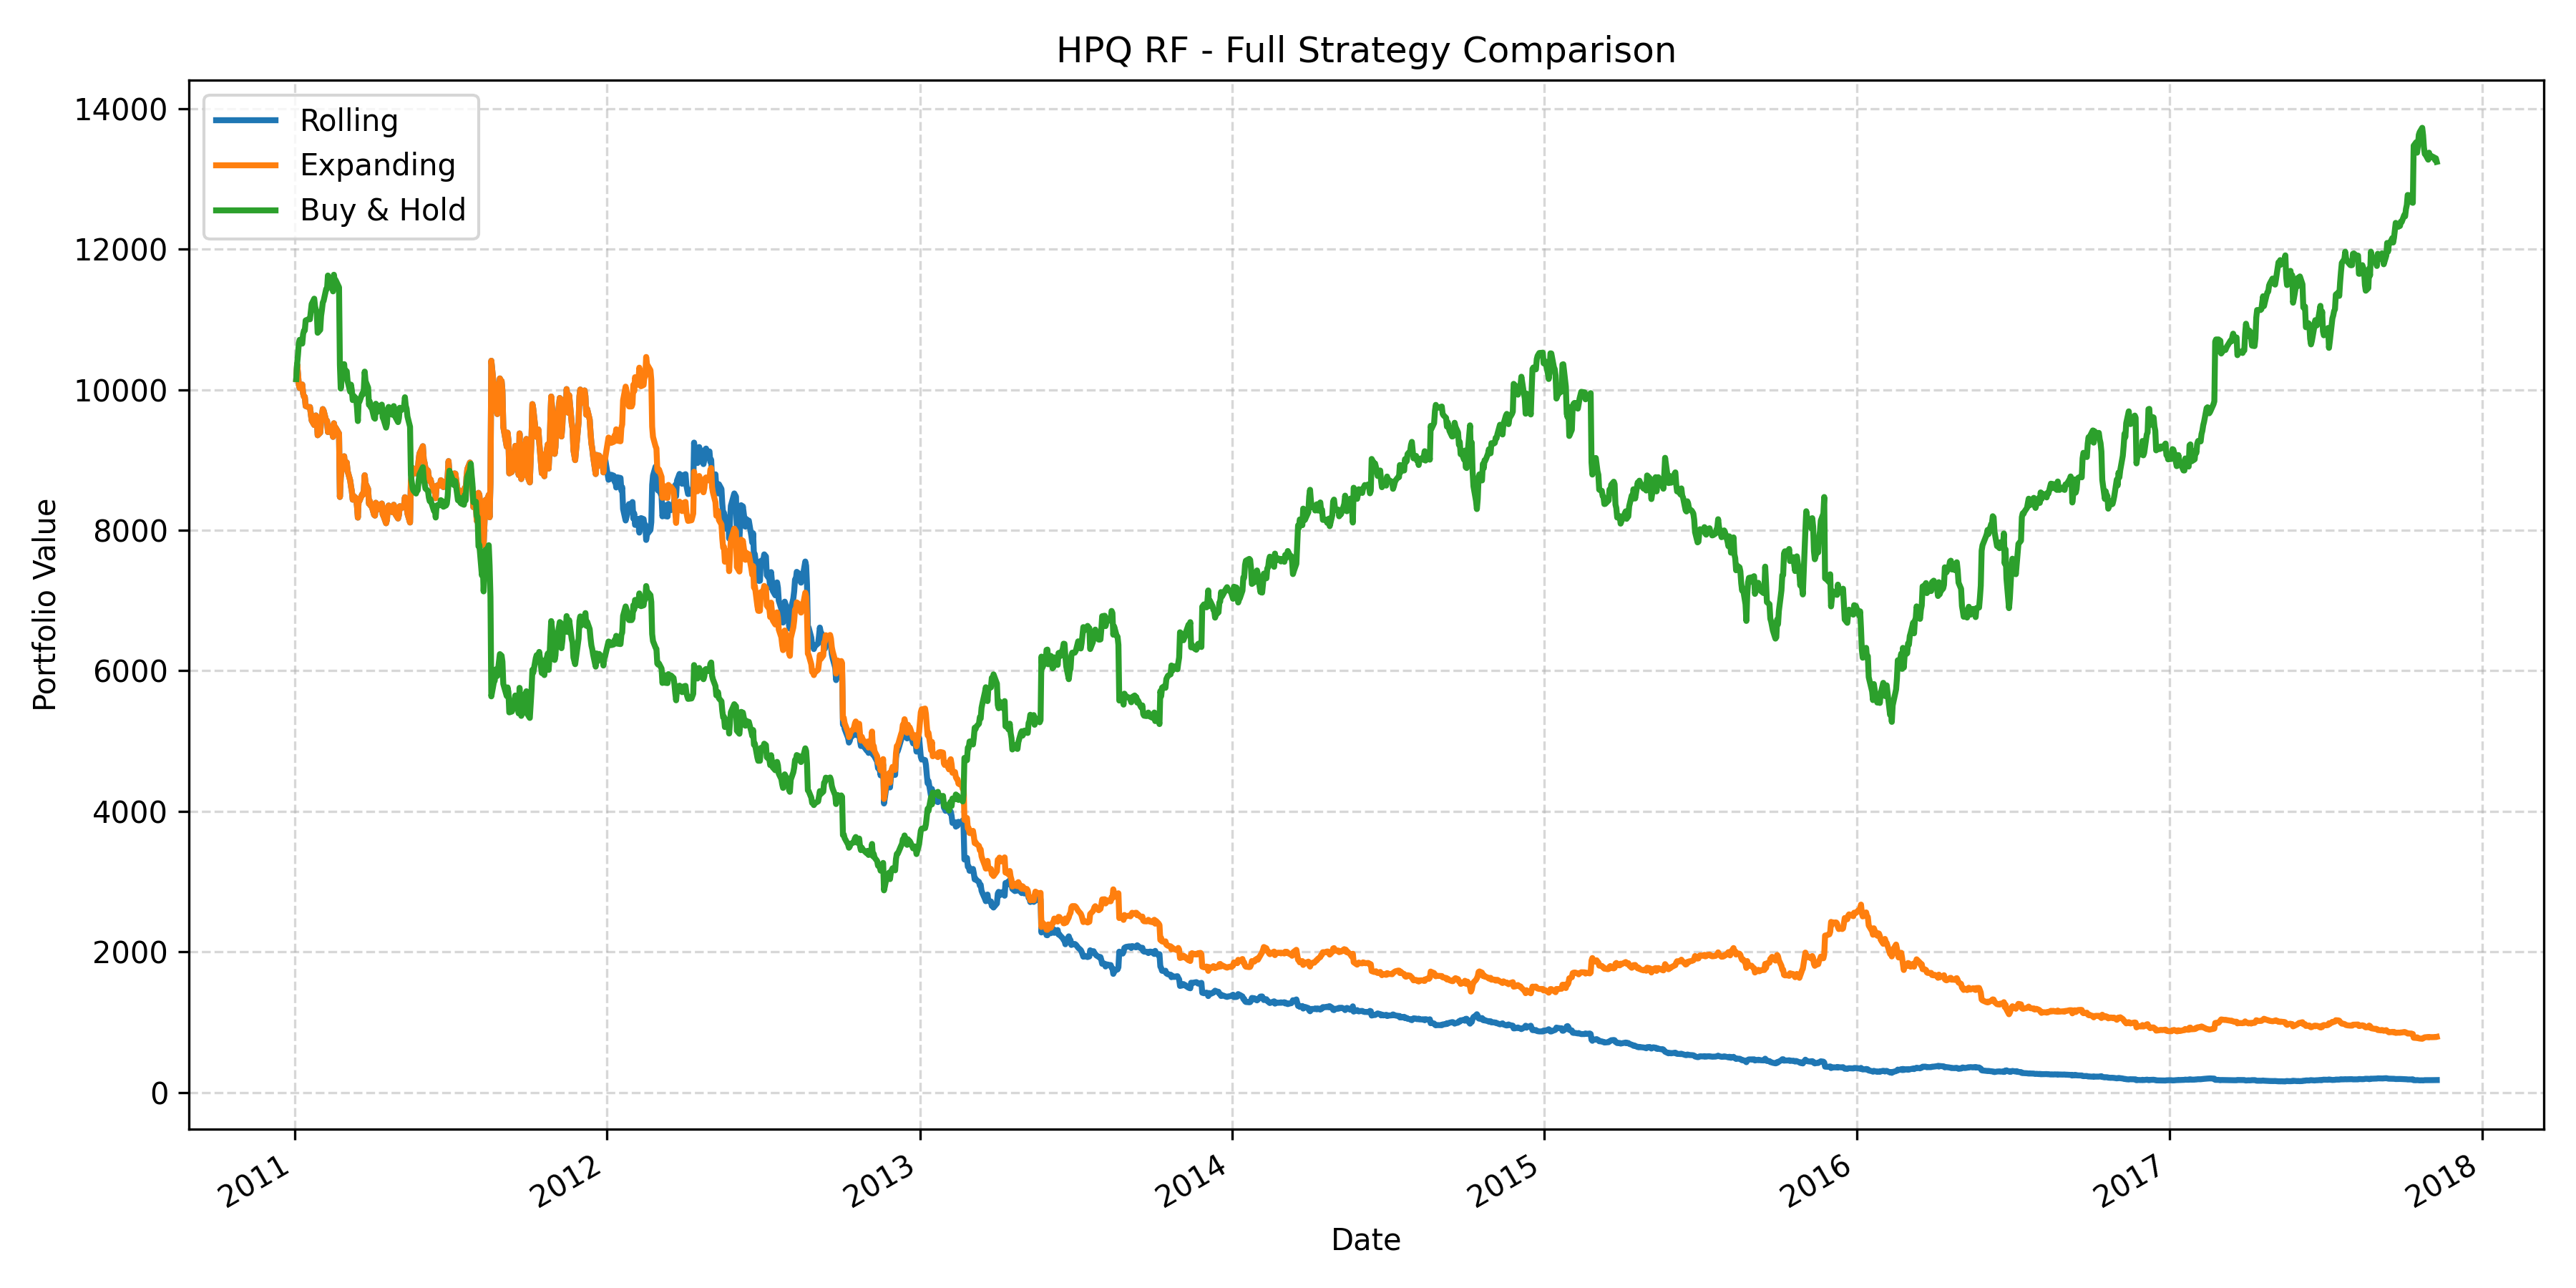 HPQ RF - Full Strategy Comparison
Rolling
Expanding
Buy & Hold
Portfolio Value
14000
12000
10000
8000
6000
4000
2000
0
2011
2012
2013
2014
2015
2016
2017
2018
Date